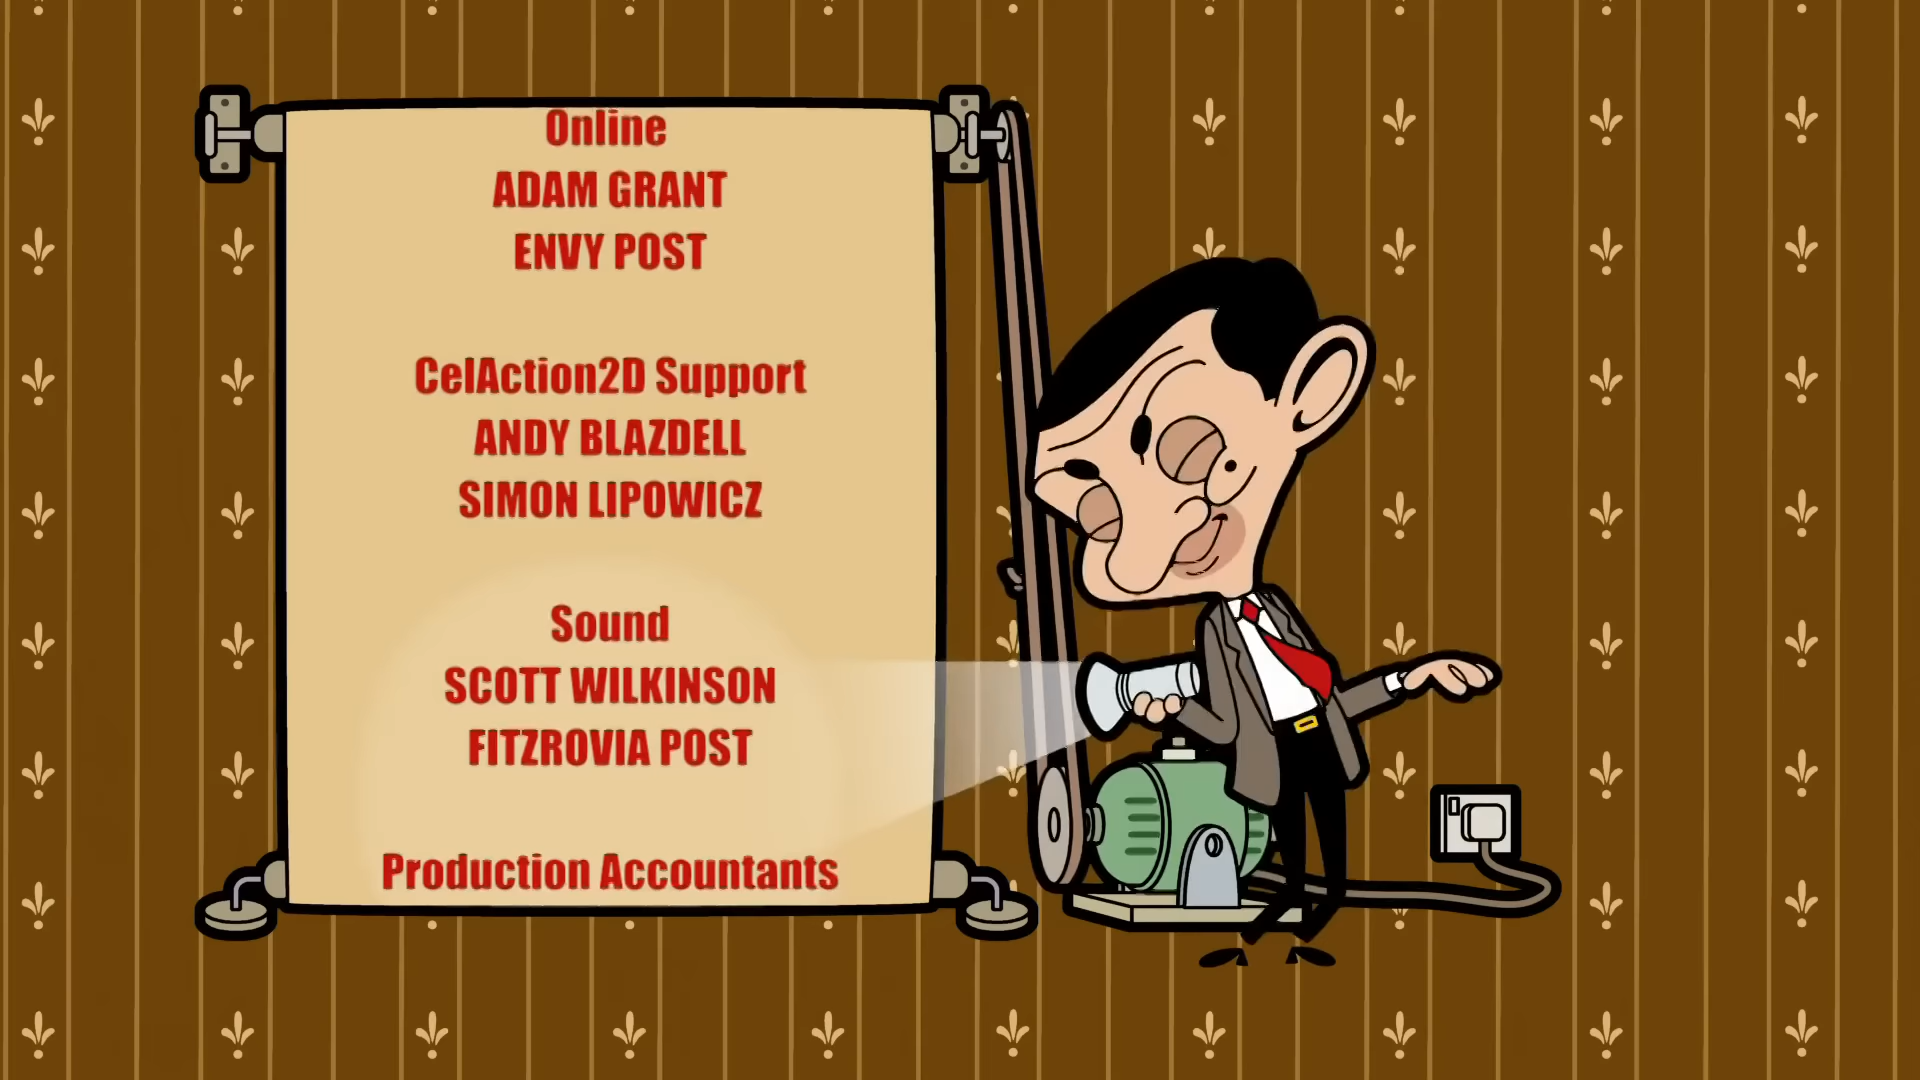 Online
ADAM GRANT
ENVY POST
CelAction2D Support
ANDY BLAZDELL
SIMON LIPOWICZ
Sound
SCOTT WILKINSON
FITZROVIA POST
Production Accountants